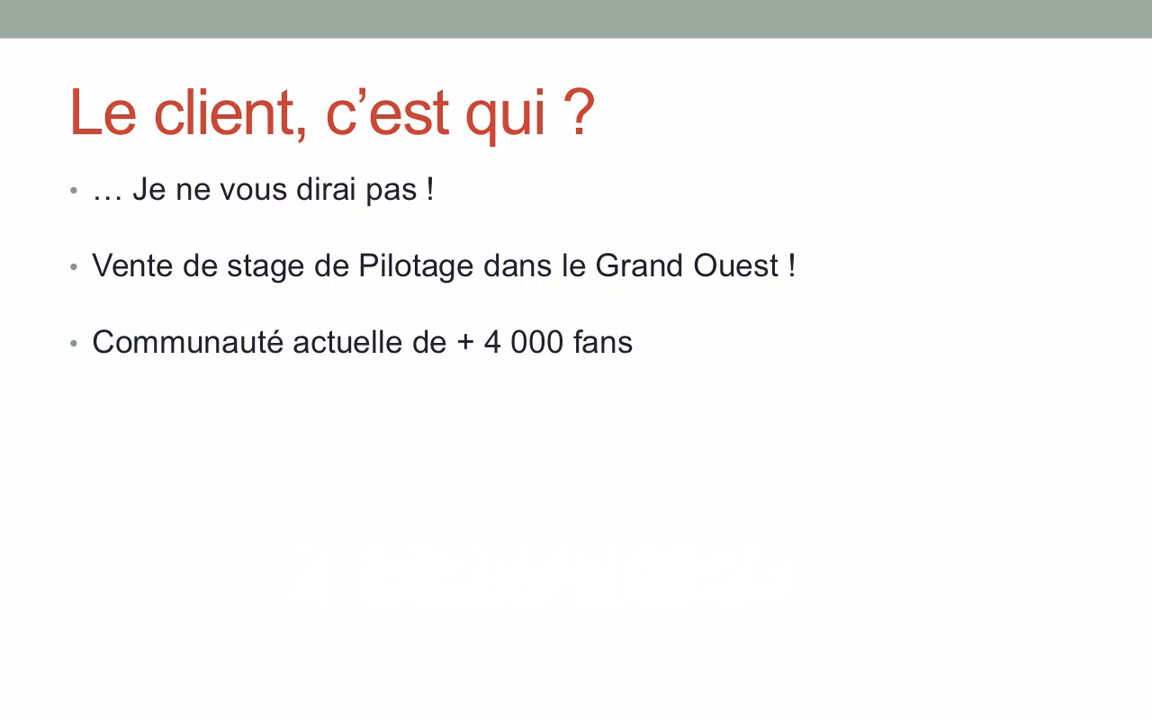 Le client, c’est qui ?
• … Je ne vous dirai pas !
• Vente de stage de Pilotage dans le Grand Ouest !
• Communauté actuelle de + 4 000 fans